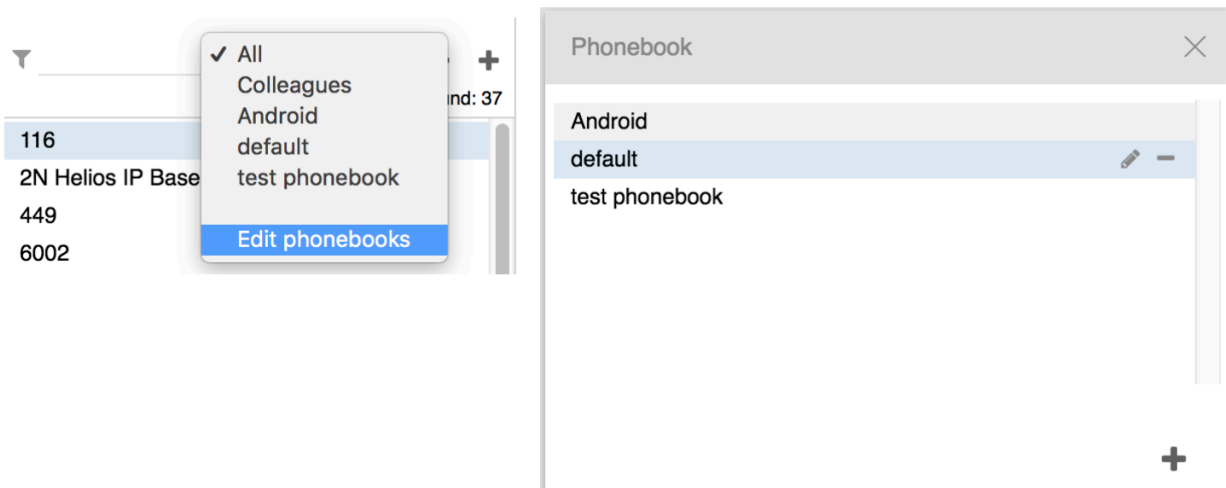 All
Colleagues
Android
default
test phonebook
Edit phonebooks
37
116
2N Helios IP Base
449
6002
Phonebook
Android
default
test phonebook